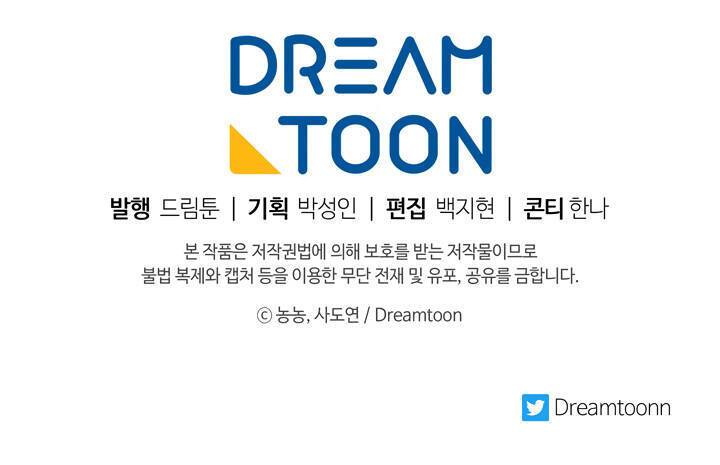 DREAM
TOON
발행 드림툰 | 기획 박성인 | 편집 백지현 | 콘티 한나
본 작품은 저작권법에 의해 보호를 받는 저작물이므로
불법 복제와 캡처 등을 이용한 무단 전재 및 유포, 공유를 금합니다.
ⓒ 농농, 사도연 / Dreamtoon
Dreamtoonn